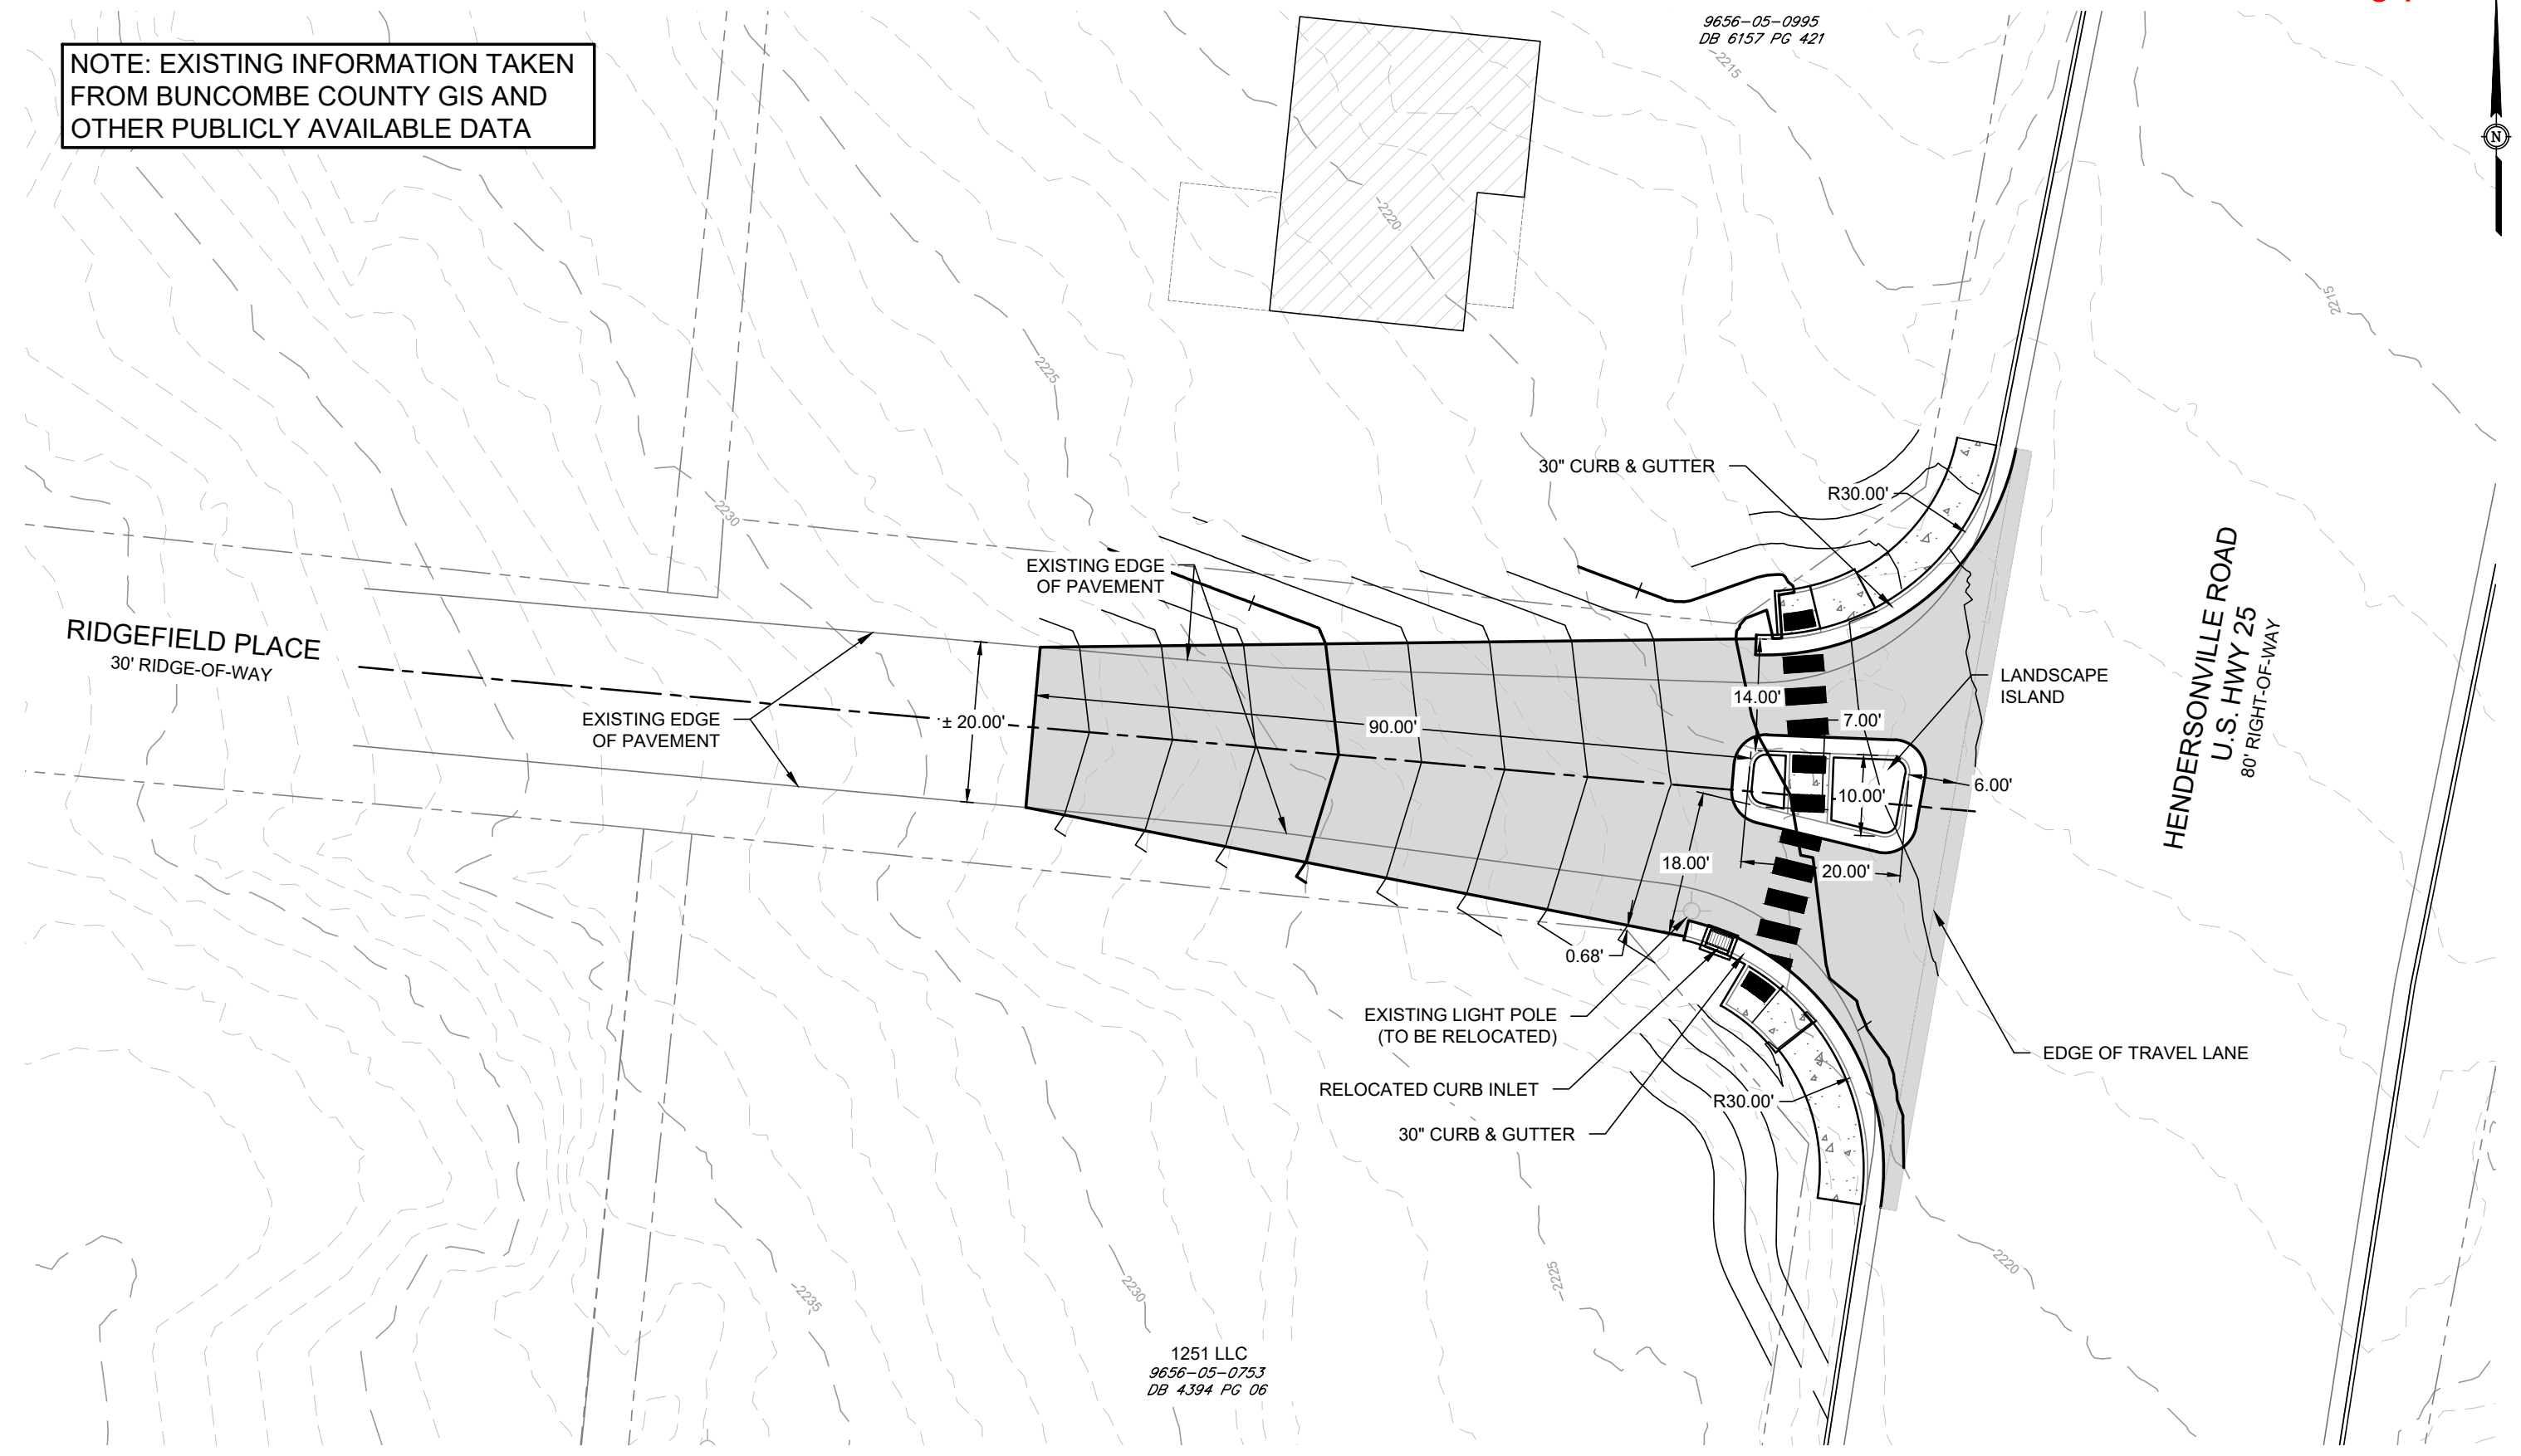 NOTE: EXISTING INFORMATION TAKEN
FROM BUNCOMBE COUNTY GIS AND
OTHER PUBLICLY AVAILABLE DATA
9656-05-0995
DB 6157 PG 421
2215
N
2220
2215
2225
30" CURB & GUTTER
R30.00'
2230
EXISTING EDGE
OF PAVEMENT
RIDGEFIELD PLACE
30' RIDGE-OF-WAY
HENDERSONVILLE ROAD
U.S. HWY 25
80' RIGHT-OF-WAY
LANDSCAPE
ISLAND
14.00'
7.00'
± 20.00'
90.00'
EXISTING EDGE
OF PAVEMENT
6.00'
10.00'
18.00'
20.00'
0.68'
EXISTING LIGHT POLE
(TO BE RELOCATED)
EDGE OF TRAVEL LANE
RELOCATED CURB INLET
R30.00'
30" CURB & GUTTER
2220
2225
2230
2235
1251 LLC
9656-05-0753
DB 4394 PG 06